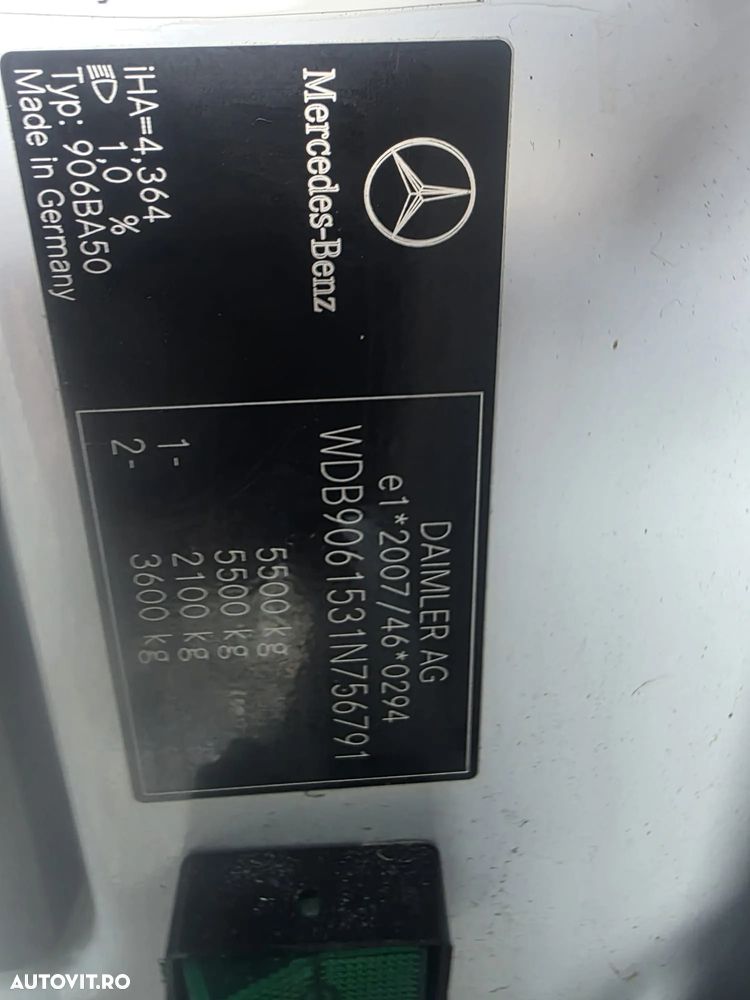 Mercedes-Benz
iHA=4,364
1,0 %
Typ: 906BA50
Made in Germany
DAIMLER AG
e1*2007/46*0294
WDB9061531N756791
5500 kg
5500 kg
1- 2100 kg
2- 3600 kg
AUTOVIT.RO